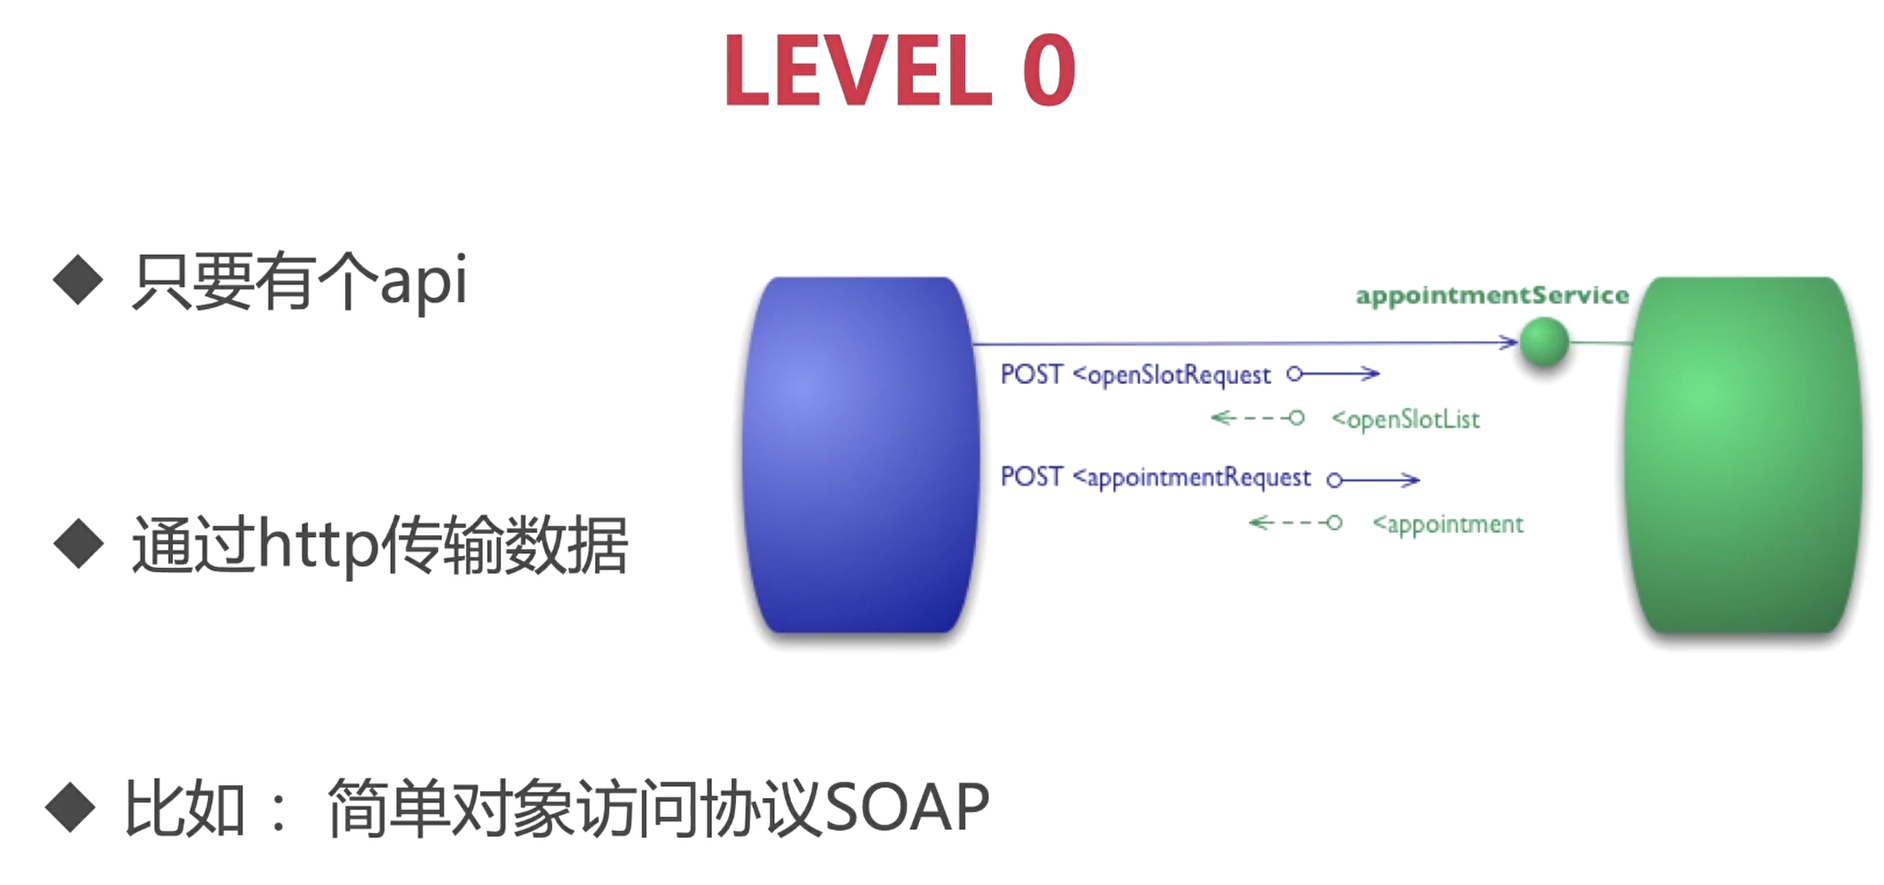 LEVEL 0
◆ 只要有个api
◆ 通过http传输数据
◆ 比如： 简单对象访问协议SOAP
appointmentService
POST <openSlotRequest
<openSlotList
POST <appointmentRequest
<appointment